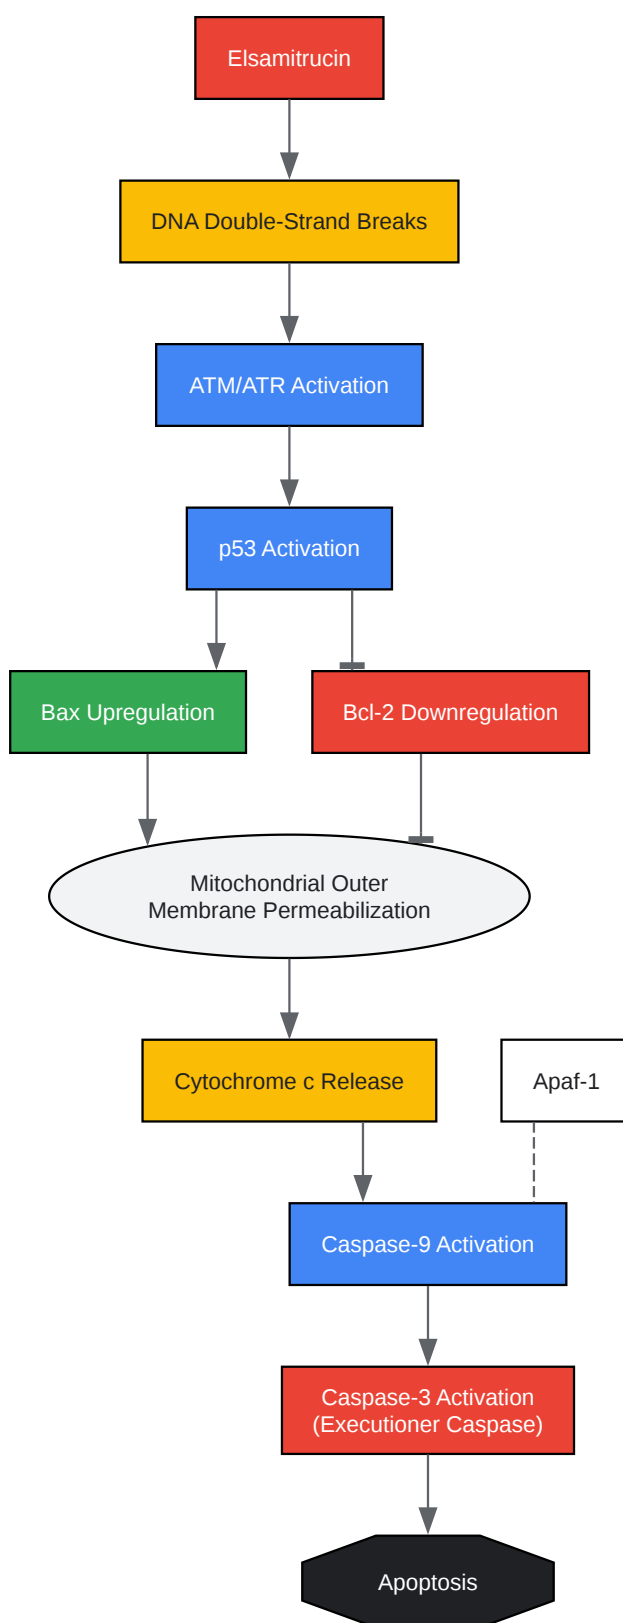 Elsamitrucin
DNA Double-Strand Breaks
ATM/ATR Activation
p53 Activation
Bax Upregulation
Bcl-2 Downregulation
Mitochondrial Outer
Membrane Permeabilization
Cytochrome c Release
Apaf-1
Caspase-9 Activation
Caspase-3 Activation
(Executioner Caspase)
Apoptosis